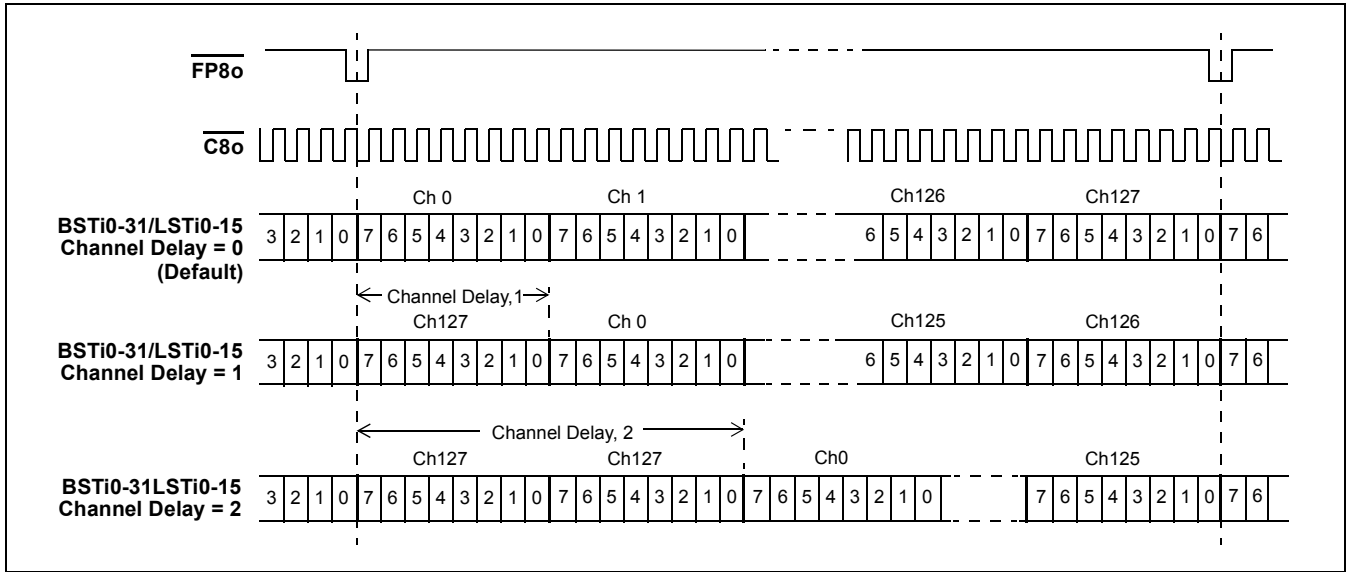 FP8o
C8o
Ch 0 Ch 1 Ch126 Ch127
BSTi0-31/LSTi0-15
Channel Delay = 0
(Default)
3 2 1 0 7 6 5 4 3 2 1 0 7 6 5 4 3 2 1 0 6 5 4 3 2 1 0 7 6 5 4 3 2 1 0 7 6
Channel Delay,1
Ch127 Ch 0 Ch125 Ch126
BSTi0-31/LSTi0-15
Channel Delay = 1
3 2 1 0 7 6 5 4 3 2 1 0 7 6 5 4 3 2 1 0 6 5 4 3 2 1 0 7 6 5 4 3 2 1 0 7 6
Channel Delay, 2
Ch127 Ch127 Ch0 Ch125
BSTi0-31LSTi0-15
Channel Delay = 2
3 2 1 0 7 6 5 4 3 2 1 0 7 6 5 4 3 2 1 0 7 6 5 4 3 2 1 0 7 6 5 4 3 2 1 0 7 6